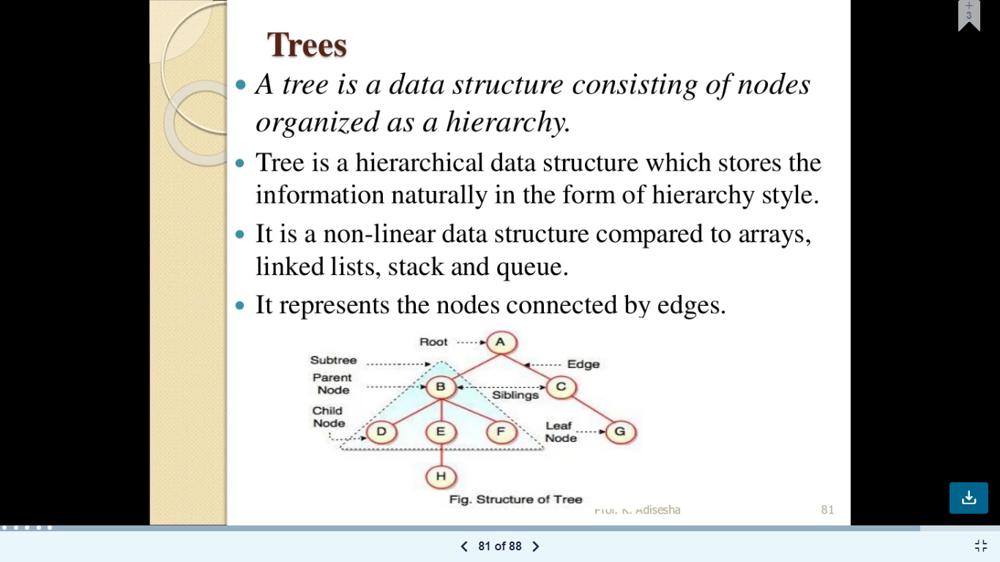 +
3
Trees
• A tree is a data structure consisting of nodes
organized as a hierarchy.
• Tree is a hierarchical data structure which stores the
information naturally in the form of hierarchy style.
• It is a non-linear data structure compared to arrays,
linked lists, stack and queue.
• It represents the nodes connected by edges.
Root
A
Subtree
Edge
Parent
Node
B
C
Siblings
Child
Node
D
E
F
Leaf
Node
G
H
Fig. Structure of Tree
Prof. K. Adisesha
81
81 of 88